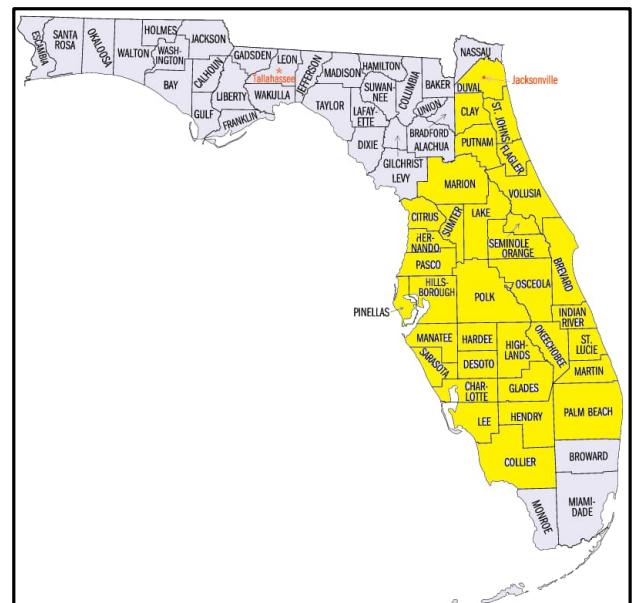 ESCAMBIA
SANTA
ROSA
OKALOOSA
WALTON
HOLMES
WASH-
INGTON
JACKSON
BAY
CALHOUN
GULF
LIBERTY
GADSDEN
FRANKLIN
LEON
Tallahassee
WAKULLA
JEFFERSON
MADISON
TAYLOR
HAMILTON
SUWAN-
NEE
LAFAY-
ETTE
DIXIE
COLUMBIA
BAKER
UNION
BRADFORD
ALACHUA
GILCHRIST
LEVY
NASSAU
DUVAL
Jacksonville
CLAY
ST. JOHNS
PUTNAM
FLAGLER
MARION
VOLUSIA
CITRUS
SUMTER
LAKE
HER-
NANDO
SEMINOLE
ORANGE
BREVARD
PASCO
HILLS-
BOROUGH
POLK
OSCEOLA
PINELLAS
INDIAN
RIVER
MANATEE
HARDEE
HIGH-
LANDS
OKEECHOBEE
ST.
LUCIE
SARASOTA
DESOTO
MARTIN
CHAR-
LOTTE
GLADES
LEE
HENDRY
PALM BEACH
COLLIER
BROWARD
MONROE
MIAMI-
DADE